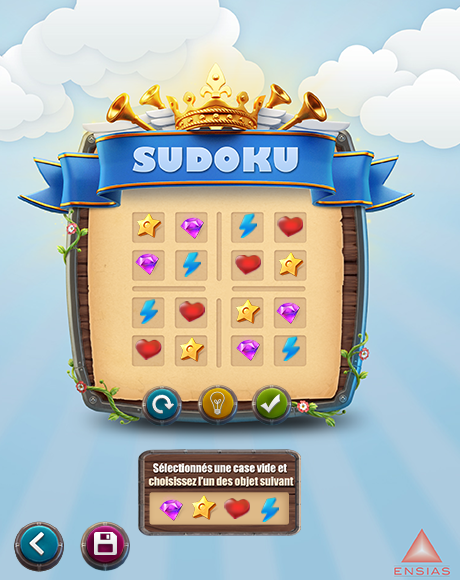 SUDOKU
Sélectionnés une case vide et
choisissez l'un des objet suivant
ENSIAS